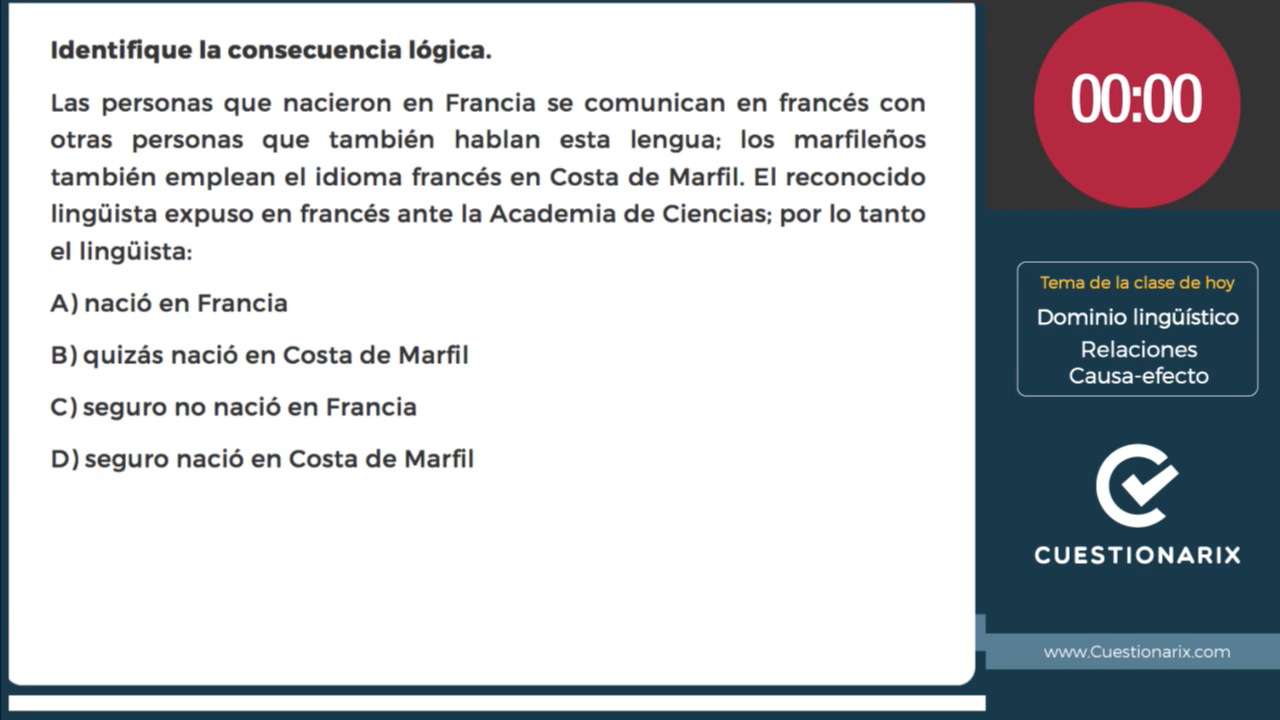 Identifique la consecuencia lógica.
Las personas que nacieron en Francia se comunican en francés con
otras personas que también hablan esta lengua; los marfileños
también emplean el idioma francés en Costa de Marfil. El reconocido
lingüista expuso en francés ante la Academia de Ciencias; por lo tanto
el lingüista:
A) nació en Francia
B) quizás nació en Costa de Marfil
C) seguro no nació en Francia
D) seguro nació en Costa de Marfil
00:00
Tema de la clase de hoy
Dominio lingüístico
Relaciones
Causa-efecto
CUESTIONARIX
www.Cuestionarix.com